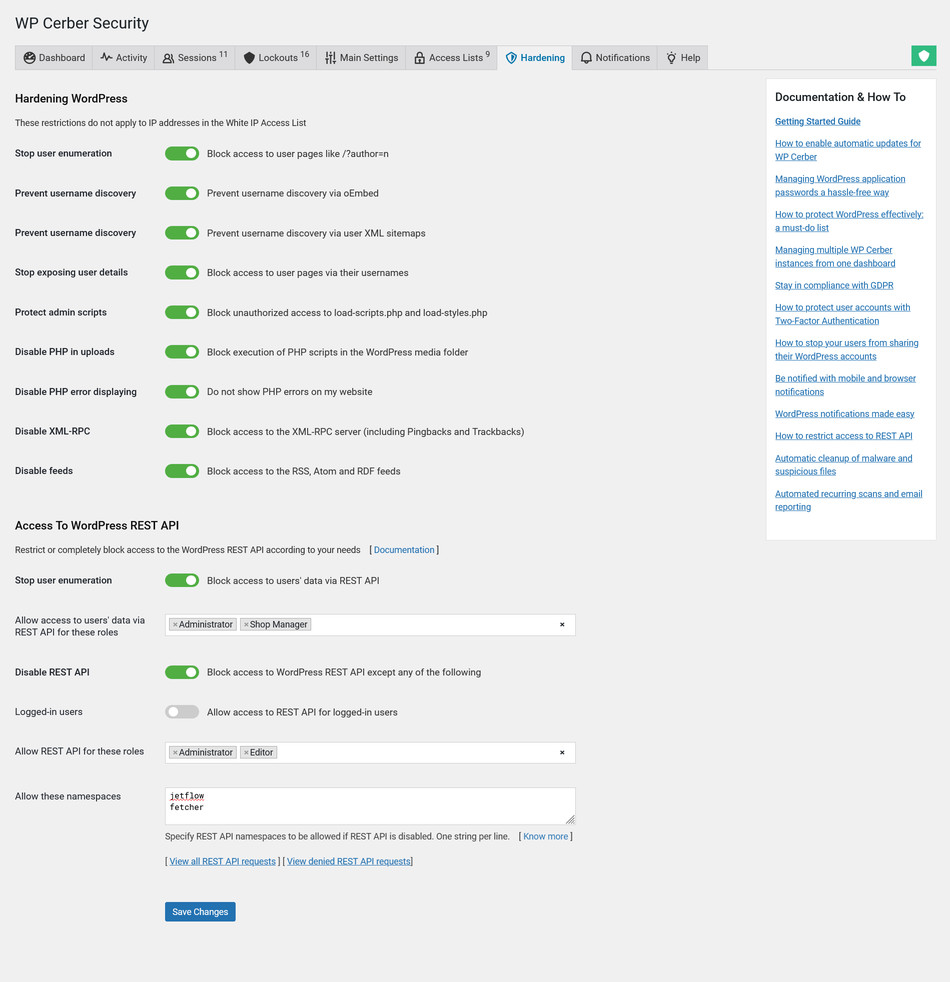 WP Cerber Security
Dashboard Activity Sessions 11 Lockouts 16 Main Settings Access Lists 9 Hardening Notifications Help
Hardening WordPress
These restrictions do not apply to IP addresses in the White IP Access List
Stop user enumeration Block access to user pages like /?author=n
Prevent username discovery Prevent username discovery via oEmbed
Prevent username discovery Prevent username discovery via user XML sitemaps
Stop exposing user details Block access to user pages via their usernames
Protect admin scripts Block unauthorized access to load-scripts.php and load-styles.php
Disable PHP in uploads Block execution of PHP scripts in the WordPress media folder
Disable PHP error displaying Do not show PHP errors on my website
Disable XML-RPC Block access to the XML-RPC server (including Pingbacks and Trackbacks)
Disable feeds Block access to the RSS, Atom and RDF feeds
Access To WordPress REST API
Restrict or completely block access to the WordPress REST API according to your needs [ Documentation ]
Stop user enumeration Block access to users' data via REST API
Allow access to users' data via
REST API for these roles
×Administrator ×Shop Manager ×
Disable REST API Block access to WordPress REST API except any of the following
Logged-in users Allow access to REST API for logged-in users
Allow REST API for these roles ×Administrator ×Editor ×
Allow these namespaces jetflow
fetcher
Specify REST API namespaces to be allowed if REST API is disabled. One string per line. [ Know more ]
[ View all REST API requests ] [ View denied REST API requests]
Save Changes
Documentation & How To
Getting Started Guide
How to enable automatic updates for
WP Cerber
Managing WordPress application
passwords a hassle-free way
How to protect WordPress effectively:
a must-do list
Managing multiple WP Cerber
instances from one dashboard
Stay in compliance with GDPR
How to protect user accounts with
Two-Factor Authentication
How to stop your users from sharing
their WordPress accounts
Be notified with mobile and browser
notifications
WordPress notifications made easy
How to restrict access to REST API
Automatic cleanup of malware and
suspicious files
Automated recurring scans and email
reporting